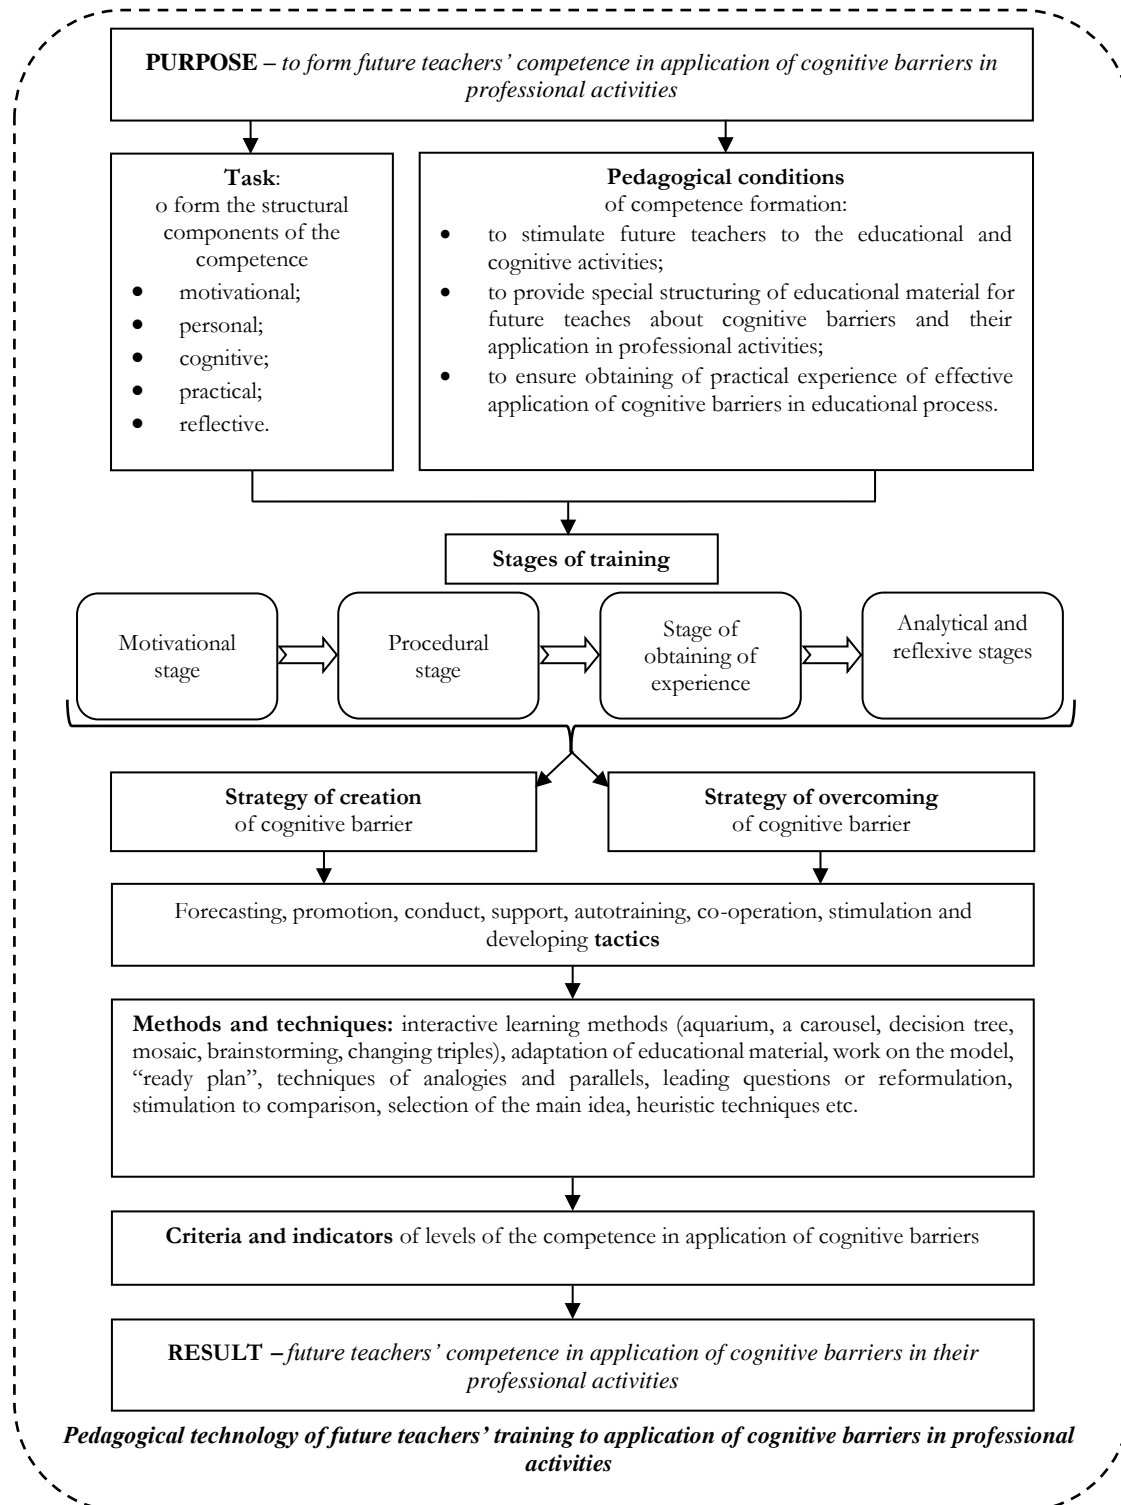 PURPOSE – to form future teachers’ competence in application of cognitive barriers in
professional activities
Task:
o form the structural
components of the
competence
• motivational;
• personal;
• cognitive;
• practical;
• reflective.
Pedagogical conditions
of competence formation:
• to stimulate future teachers to the educational and
cognitive activities;
• to provide special structuring of educational material for
future teaches about cognitive barriers and their
application in professional activities;
• to ensure obtaining of practical experience of effective
application of cognitive barriers in educational process.
Stages of training
Motivational
stage
Procedural
stage
Stage of
obtaining of
experience
Analytical and
reflexive stages
Strategy of creation
of cognitive barrier
Strategy of overcoming
of cognitive barrier
Forecasting, promotion, conduct, support, autotraining, co-operation, stimulation and
developing tactics
Methods and techniques: interactive learning methods (aquarium, a carousel, decision tree,
mosaic, brainstorming, changing triples), adaptation of educational material, work on the model,
“ready plan”, techniques of analogies and parallels, leading questions or reformulation,
stimulation to comparison, selection of the main idea, heuristic techniques etc.
Criteria and indicators of levels of the competence in application of cognitive barriers
RESULT – future teachers’ competence in application of cognitive barriers in their
professional activities
Pedagogical technology of future teachers’ training to application of cognitive barriers in professional
activities